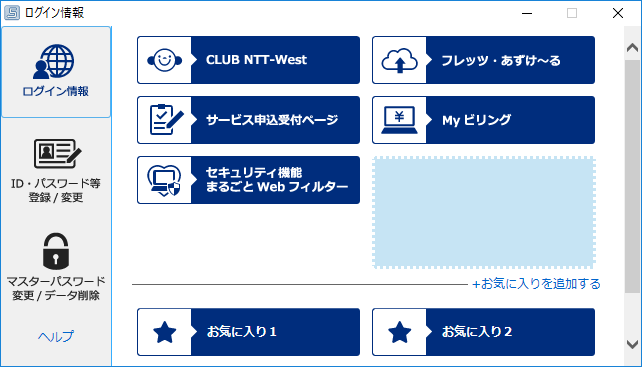 ログイン情報
ログイン情報
ID・パスワード等
登録 / 変更
マスターパスワード
変更 / データ削除
ヘルプ
CLUB NTT-West
フレッツ・あずけ〜る
サービス申込受付ページ
My ビリング
セキュリティ機能
まるごと Web フィルター
+お気に入りを追加する
お気に入り１
お気に入り２